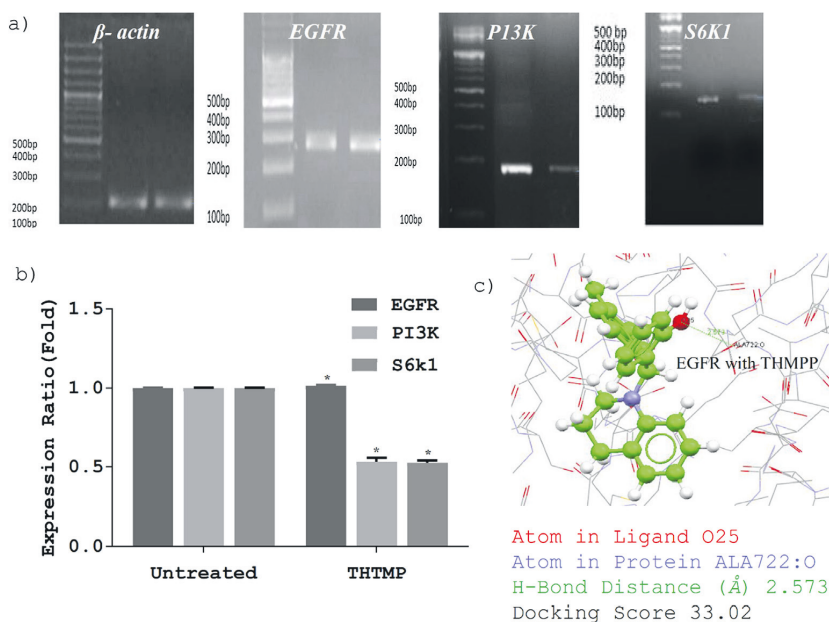 a)
β- actin
500bp
400bp
300bp
200bp
100bp
EGFR
500bp
400bp
300bp
200bp
100bp
P13K
500bp
400bp
300bp
200bp
100bp
S6K1
500 bp
400bp
300bp
200bp
100bp
b)
Expression Ratio(Fold)
1.5
1.0
0.5
0.0
EGFR
PI3K
S6k1
*
*
*
Untreated
THTMP
c)
ALA722:O
EGFR with THMPP
Atom in Ligand O25
Atom in Protein ALA722:O
H-Bond Distance (Å) 2.573
Docking Score 33.02